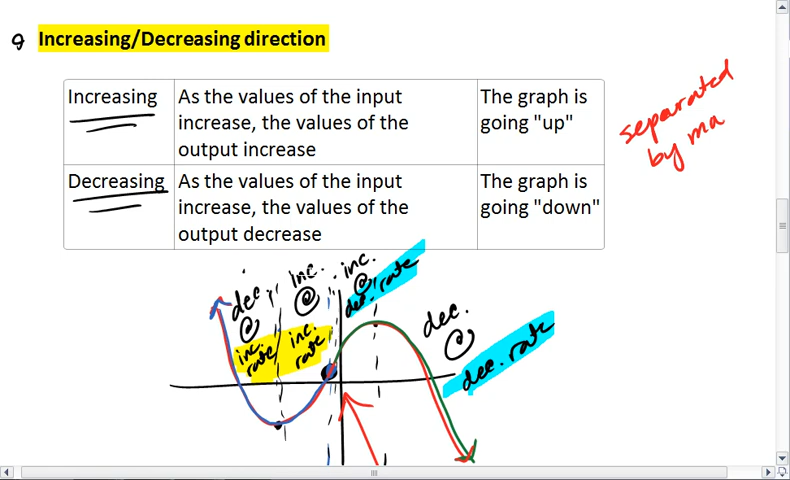 Increasing/Decreasing direction
Increasing
As the values of the input
increase, the values of the
output increase
The graph is
going "up"
Decreasing
As the values of the input
increase, the values of the
output decrease
The graph is
going "down"
separated
by ma
dec.
@
inc.
rate
inc.
@
inc.
rate
inc.
@
dec. rate
dec.
@
dec. rate